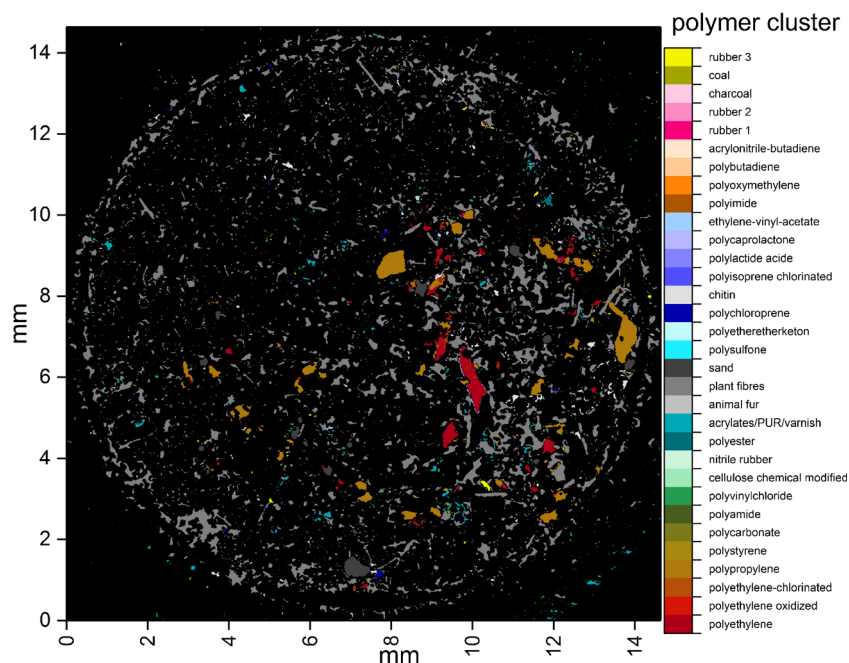 polymer cluster
rubber 3
coal
charcoal
rubber 2
rubber 1
acrylonitrile-butadiene
polybutadiene
polyoxymethylene
polyimide
ethylene-vinyl-acetate
polycaprolactone
polylactide acide
polyisoprene chlorinated
chitin
polychloroprene
polyetheretherketon
polysulfone
sand
plant fibres
animal fur
acrylates/PUR/varnish
polyester
nitrile rubber
cellulose chemical modified
polyvinylchloride
polyamide
polycarbonate
polystyrene
polypropylene
polyethylene-chlorinated
polyethylene oxidized
polyethylene
14
12
10
8
6
4
2
0
mm
0 2 4 6 8 10 12 14
mm